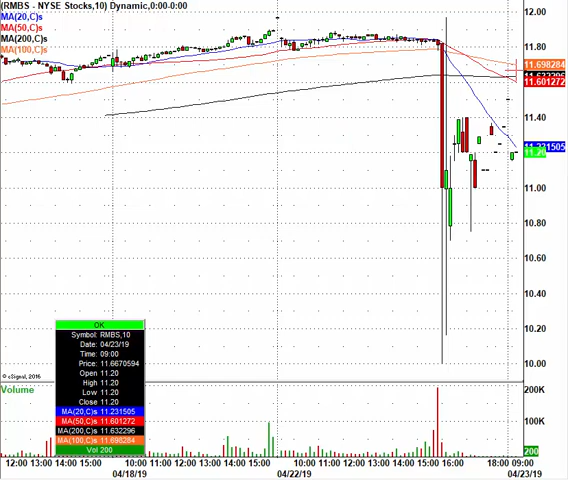 (RMBS - NYSE Stocks,10) Dynamic,0:00-0:00
MA(20,C)s
MA(50,C)s
MA(200,C)s
MA(100,C)s
12.00
11.80
11.698284
11.632296
11.601272
11.40
11.231505
11.20
11.00
10.80
10.60
10.40
10.20
10.00
OK
Symbol: RMBS,10
Date: 04/23/19
Time: 09:00
Price: 11.6670594
Open 11.20
High 11.20
Low 11.20
Close 11.20
MA(20,C)s 11.231505
MA(50,C)s 11.601272
MA(200,C)s 11.632296
MA(100,C)s 11.698284
Vol 200
© eSignal, 2016
Volume
200K
100K
200
12:00 13:00 14:00 15:00 10:00 11:00 12:00 13:00 14:00 15:00 10:00 11:00 12:00 13:00 14:00 15:00 16:00 18:00 09:00
04/18/19 04/22/19 04/23/19